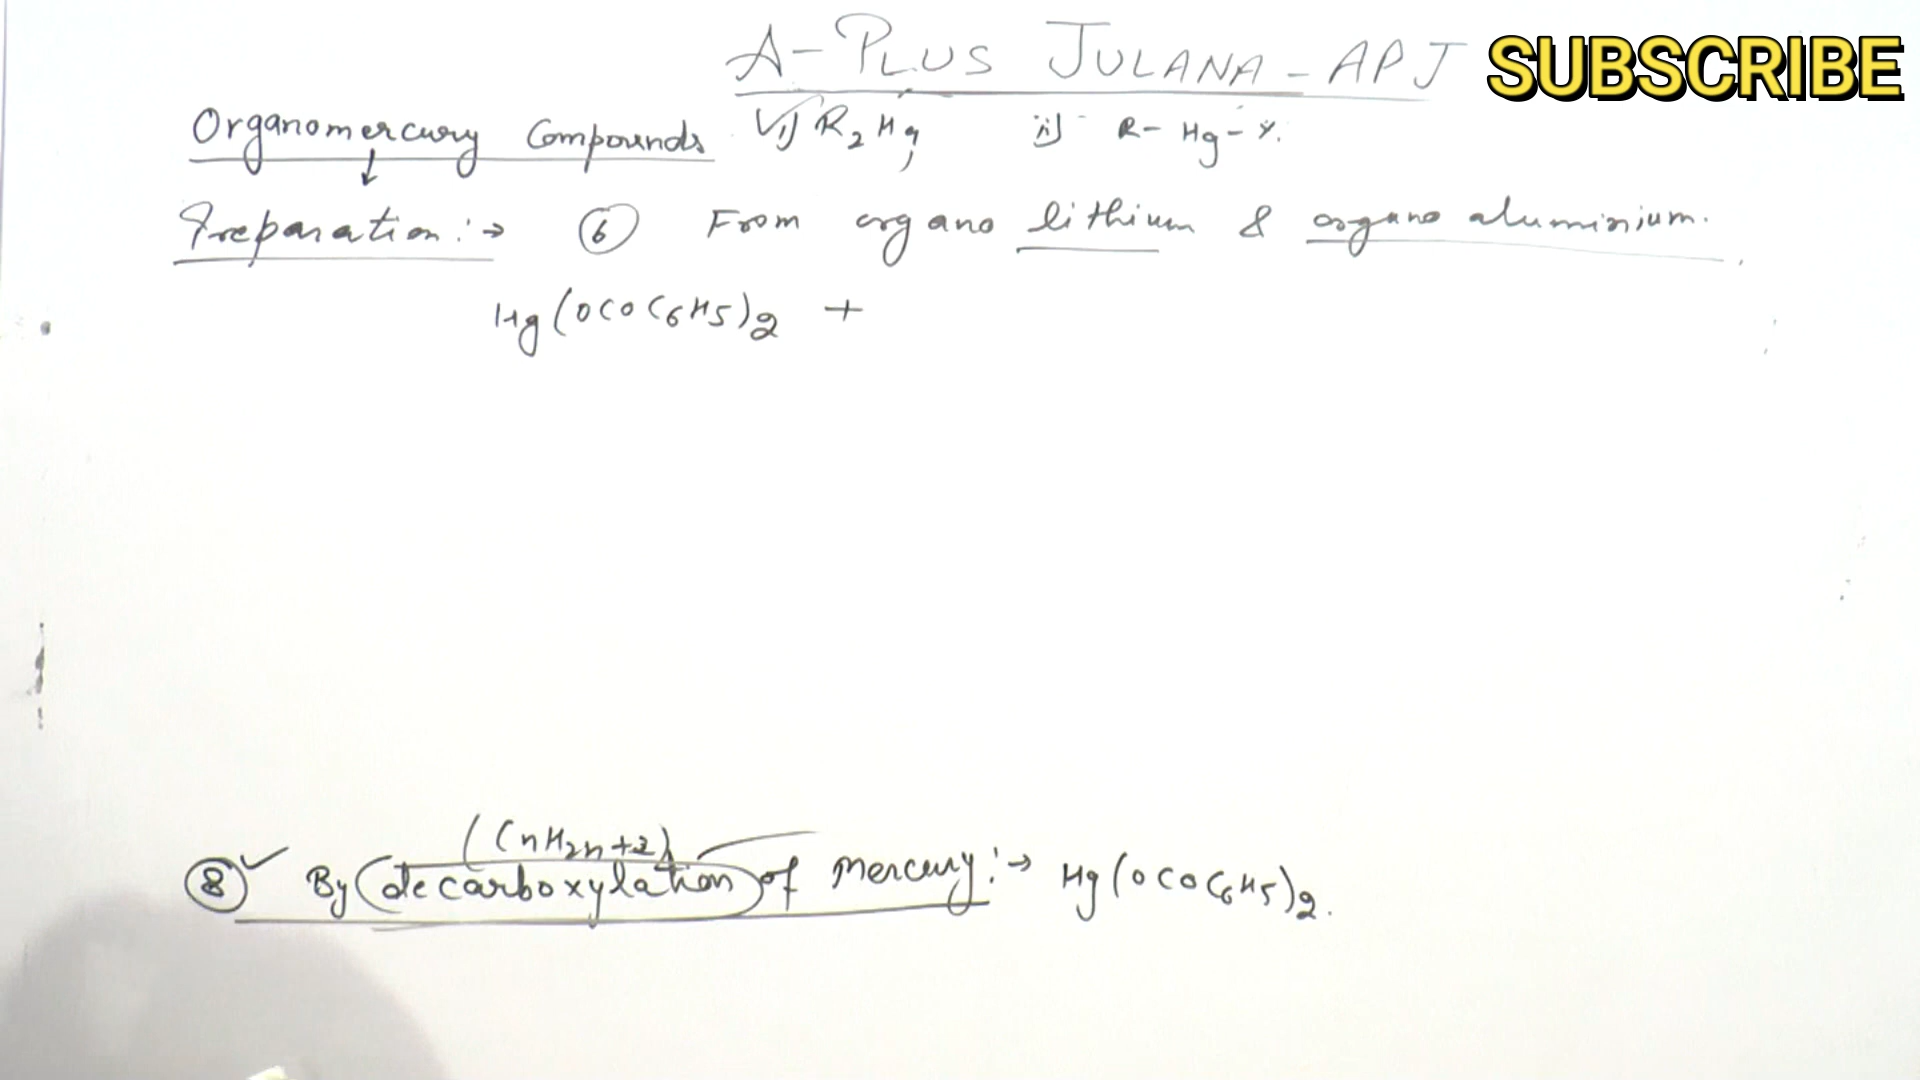 A-PLUS JULANA - APJ SUBSCRIBE
Organomercury Compounds i) R2Hg, ii) R-Hg-X.
Preparation:→ ⑥ From organo lithium & organo aluminium.
Hg(OCOC6H5)2 +
(CnH2n+2)
⑧ By decarboxylation of mercury:→ Hg(OCOC6H5)2.